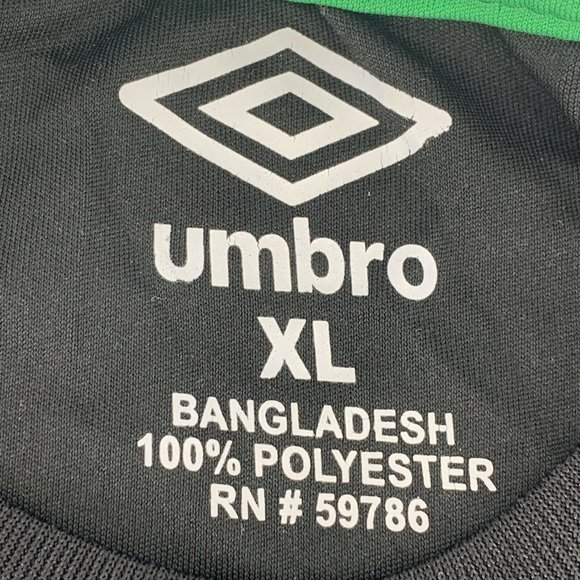 umbro
XL
BANGLADESH
100% POLYESTER
RN # 59786